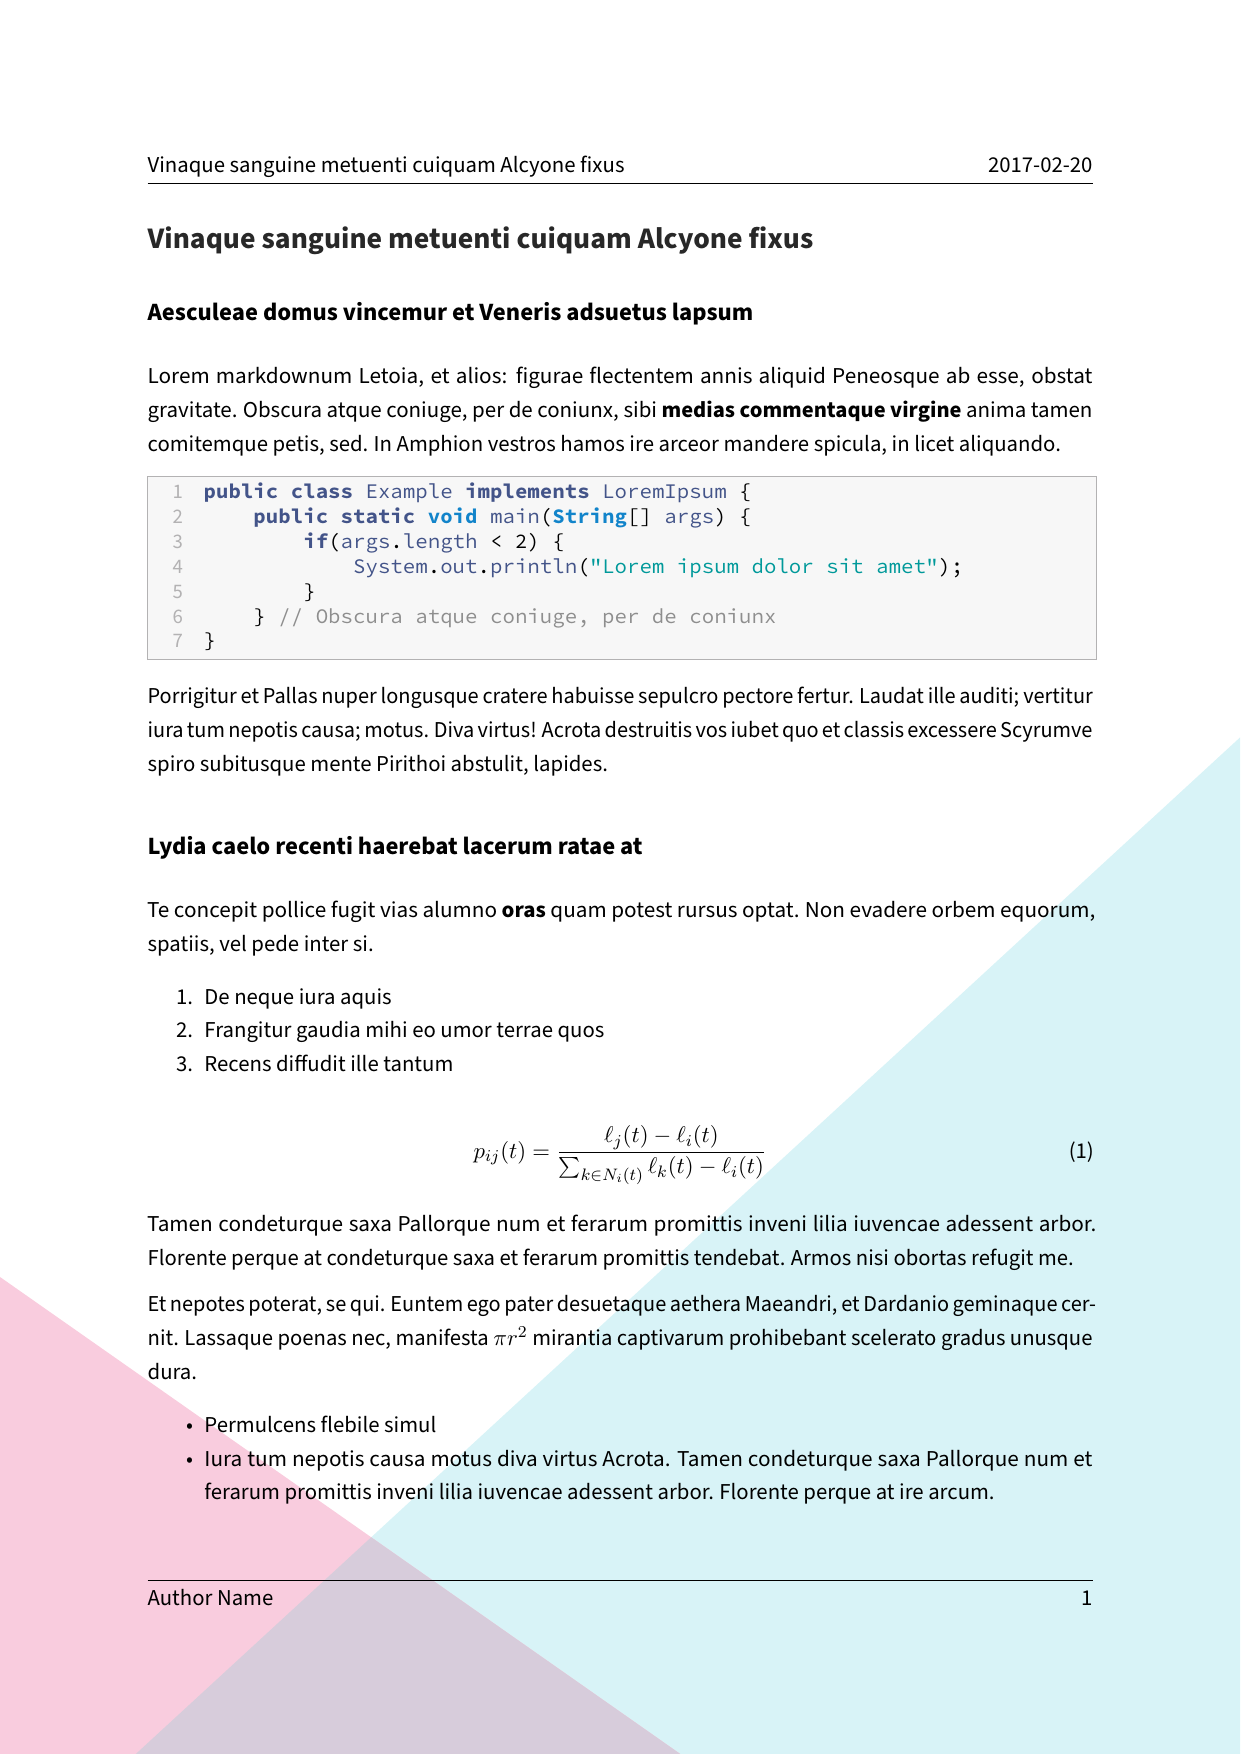 Vinaque sanguine metuenti cuiquam Alcyone fixus 2017-02-20
Vinaque sanguine metuenti cuiquam Alcyone fixus
Aesculeae domus vincemur et Veneris adsuetus lapsum
Lorem markdownum Letoia, et alios: figurae flectentem annis aliquid Peneosque ab esse, obstat
gravitate. Obscura atque coniuge, per de coniunx, sibi medias commentaque virgine anima tamen
comitemque petis, sed. In Amphion vestros hamos ire arceor mandere spicula, in licet aliquando.
1 public class Example implements LoremIpsum {
2     public static void main(String[] args) {
3         if(args.length < 2) {
4             System.out.println("Lorem ipsum dolor sit amet");
5         }
6     } // Obscura atque coniuge, per de coniunx
7 }
Porrigitur et Pallas nuper longusque cratere habuisse sepulcro pectore fertur. Laudat ille auditi; vertitur
iura tum nepotis causa; motus. Diva virtus! Acrota destruitis vos iubet quo et classis excessere Scyrumve
spiro subitusque mente Pirithoi abstulit, lapides.
Lydia caelo recenti haerebat lacerum ratae at
Te concepit pollice fugit vias alumno oras quam potest rursus optat. Non evadere orbem equorum,
spatiis, vel pede inter si.
1. De neque iura aquis
2. Frangitur gaudia mihi eo umor terrae quos
3. Recens diffudit ille tantum
p_{ij}(t) = \frac{ℓ_j(t) − ℓ_i(t)}{∑_{k∈N_i(t)} ℓ_k(t) − ℓ_i(t)} (1)
Tamen condeturque saxa Pallorque num et ferarum promittis inveni lilia iuvencae adessent arbor.
Florente perque at condeturque saxa et ferarum promittis tendebat. Armos nisi obortas refugit me.
Et nepotes poterat, se qui. Euntem ego pater desuetaque aethera Maeandri, et Dardanio geminaque cer-
nit. Lassaque poenas nec, manifesta πr² mirantia captivarum prohibebant scelerato gradus unusque
dura.
• Permulcens flebile simul
• Iura tum nepotis causa motus diva virtus Acrota. Tamen condeturque saxa Pallorque num et
ferarum promittis inveni lilia iuvencae adessent arbor. Florente perque at ire arcum.
Author Name 1